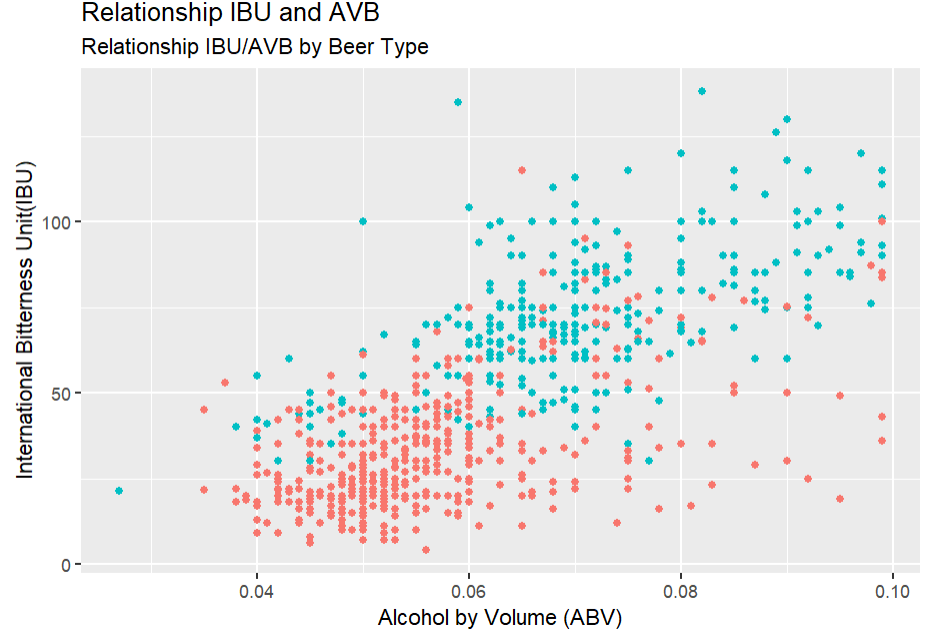 Relationship IBU and AVB
Relationship IBU/AVB by Beer Type
International Bitterness Unit(IBU)
100
50
0
0.04
0.06
0.08
0.10
Alcohol by Volume (ABV)